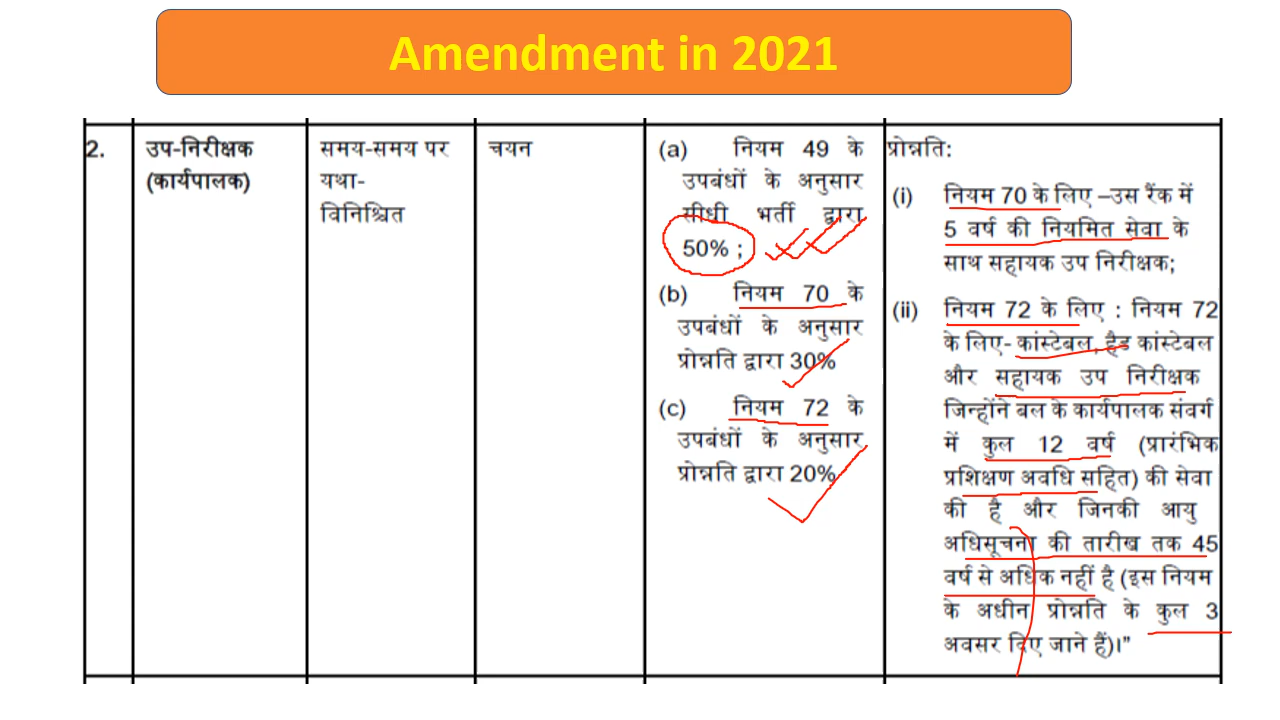 Amendment in 2021
2.
उप-निरीक्षक
(कार्यपालक)
समय-समय पर
यथा-
विनिश्चित
चयन
(a) नियम 49 के
उपबंधों के अनुसार
सीधी भर्ती द्वारा
50% ;
(b) नियम 70 के
उपबंधों के अनुसार
प्रोन्नति द्वारा 30%
(c) नियम 72 के
उपबंधों के अनुसार
प्रोन्नति द्वारा 20%
प्रोन्नति:
(i) नियम 70 के लिए –उस रैंक में
5 वर्ष की नियमित सेवा के
साथ सहायक उप निरीक्षक;
(ii) नियम 72 के लिए : नियम 72
के लिए- कांस्टेबल, हैड कांस्टेबल
और सहायक उप निरीक्षक
जिन्होंने बल के कार्यपालक संवर्ग
में कुल 12 वर्ष (प्रारंभिक
प्रशिक्षण अवधि सहित) की सेवा
की है और जिनकी आयु
अधिसूचना की तारीख तक 45
वर्ष से अधिक नहीं है (इस नियम
के अधीन प्रोन्नति के कुल 3
अवसर दिए जाने हैं)।”